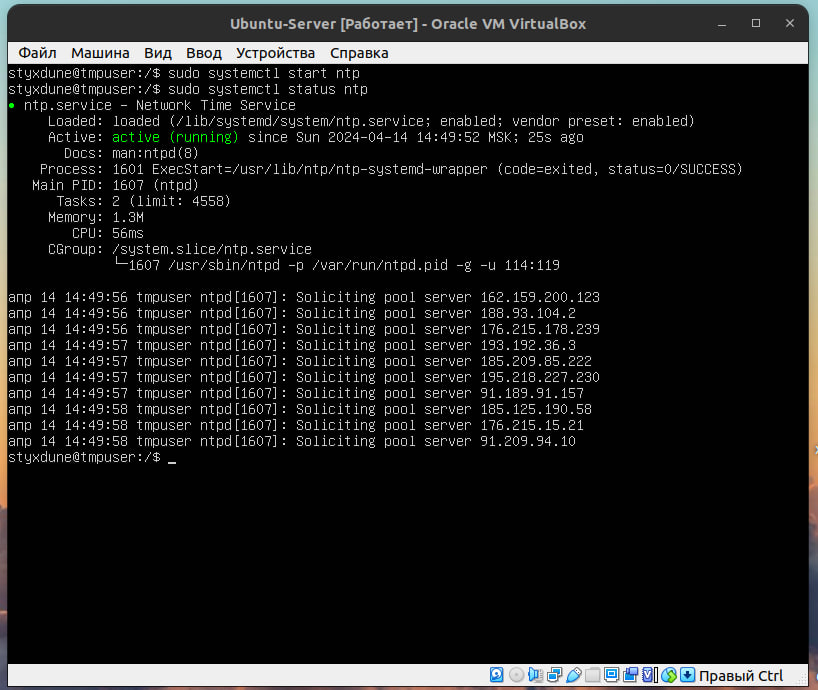 Ubuntu-Server [Работает] - Oracle VM VirtualBox
Файл Машина Вид Ввод Устройства Справка
styxdune@tmpuser:/$ sudo systemctl start ntp
styxdune@tmpuser:/$ sudo systemctl status ntp
● ntp.service - Network Time Service
Loaded: loaded (/lib/systemd/system/ntp.service; enabled; vendor preset: enabled)
Active: active (running) since Sun 2024-04-14 14:49:52 MSK; 25s ago
Docs: man:ntpd(8)
Process: 1601 ExecStart=/usr/lib/ntp/ntp-systemd-wrapper (code=exited, status=0/SUCCESS)
Main PID: 1607 (ntpd)
Tasks: 2 (limit: 4558)
Memory: 1.3M
CPU: 56ms
CGroup: /system.slice/ntp.service
└─1607 /usr/sbin/ntpd -p /var/run/ntpd.pid -g -u 114:119
апр 14 14:49:56 tmpuser ntpd[1607]: Soliciting pool server 162.159.200.123
апр 14 14:49:56 tmpuser ntpd[1607]: Soliciting pool server 188.93.104.2
апр 14 14:49:56 tmpuser ntpd[1607]: Soliciting pool server 176.215.178.239
апр 14 14:49:57 tmpuser ntpd[1607]: Soliciting pool server 193.192.36.3
апр 14 14:49:57 tmpuser ntpd[1607]: Soliciting pool server 185.209.85.222
апр 14 14:49:57 tmpuser ntpd[1607]: Soliciting pool server 195.218.227.230
апр 14 14:49:57 tmpuser ntpd[1607]: Soliciting pool server 91.189.91.157
апр 14 14:49:58 tmpuser ntpd[1607]: Soliciting pool server 185.125.190.58
апр 14 14:49:58 tmpuser ntpd[1607]: Soliciting pool server 176.215.15.21
апр 14 14:49:58 tmpuser ntpd[1607]: Soliciting pool server 91.209.94.10
styxdune@tmpuser:/$ _
Правый Ctrl